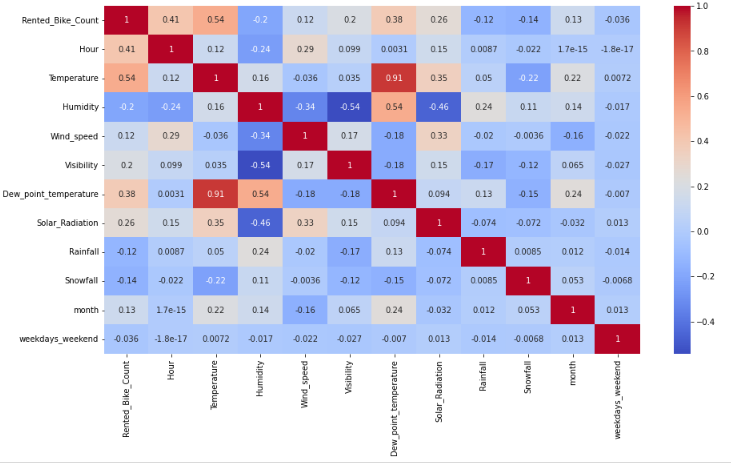 Rented_Bike_Count 1 0.41 0.54 -0.2 0.12 0.2 0.38 0.26 -0.12 -0.14 0.13 -0.036
Hour 0.41 1 0.12 -0.24 0.29 0.099 0.0031 0.15 0.0087 -0.022 1.7e-15 -1.8e-17
Temperature 0.54 0.12 1 0.16 -0.036 0.035 0.91 0.35 0.05 -0.22 0.22 0.0072
Humidity -0.2 -0.24 0.16 1 -0.34 -0.54 0.54 -0.46 0.24 0.11 0.14 -0.017
Wind_speed 0.12 0.29 -0.036 -0.34 1 0.17 -0.18 0.33 -0.02 -0.0036 -0.16 -0.022
Visibility 0.2 0.099 0.035 -0.54 0.17 1 -0.18 0.15 -0.17 -0.12 0.065 -0.027
Dew_point_temperature 0.38 0.0031 0.91 0.54 -0.18 -0.18 1 0.094 0.13 -0.15 0.24 -0.007
Solar_Radiation 0.26 0.15 0.35 -0.46 0.33 0.15 0.094 1 -0.074 -0.072 -0.032 0.013
Rainfall -0.12 0.0087 0.05 0.24 -0.02 -0.17 0.13 -0.074 1 0.0085 0.012 -0.014
Snowfall -0.14 -0.022 -0.22 0.11 -0.0036 -0.12 -0.15 -0.072 0.0085 1 0.053 -0.0068
month 0.13 1.7e-15 0.22 0.14 -0.16 0.065 0.24 -0.032 0.012 0.053 1 0.013
weekdays_weekend -0.036 -1.8e-17 0.0072 -0.017 -0.022 -0.027 -0.007 0.013 -0.014 -0.0068 0.013 1
Rented_Bike_Count
Hour
Temperature
Humidity
Wind_speed
Visibility
Dew_point_temperature
Solar_Radiation
Rainfall
Snowfall
month
weekdays_weekend
1.0
0.8
0.6
0.4
0.2
0.0
−0.2
−0.4